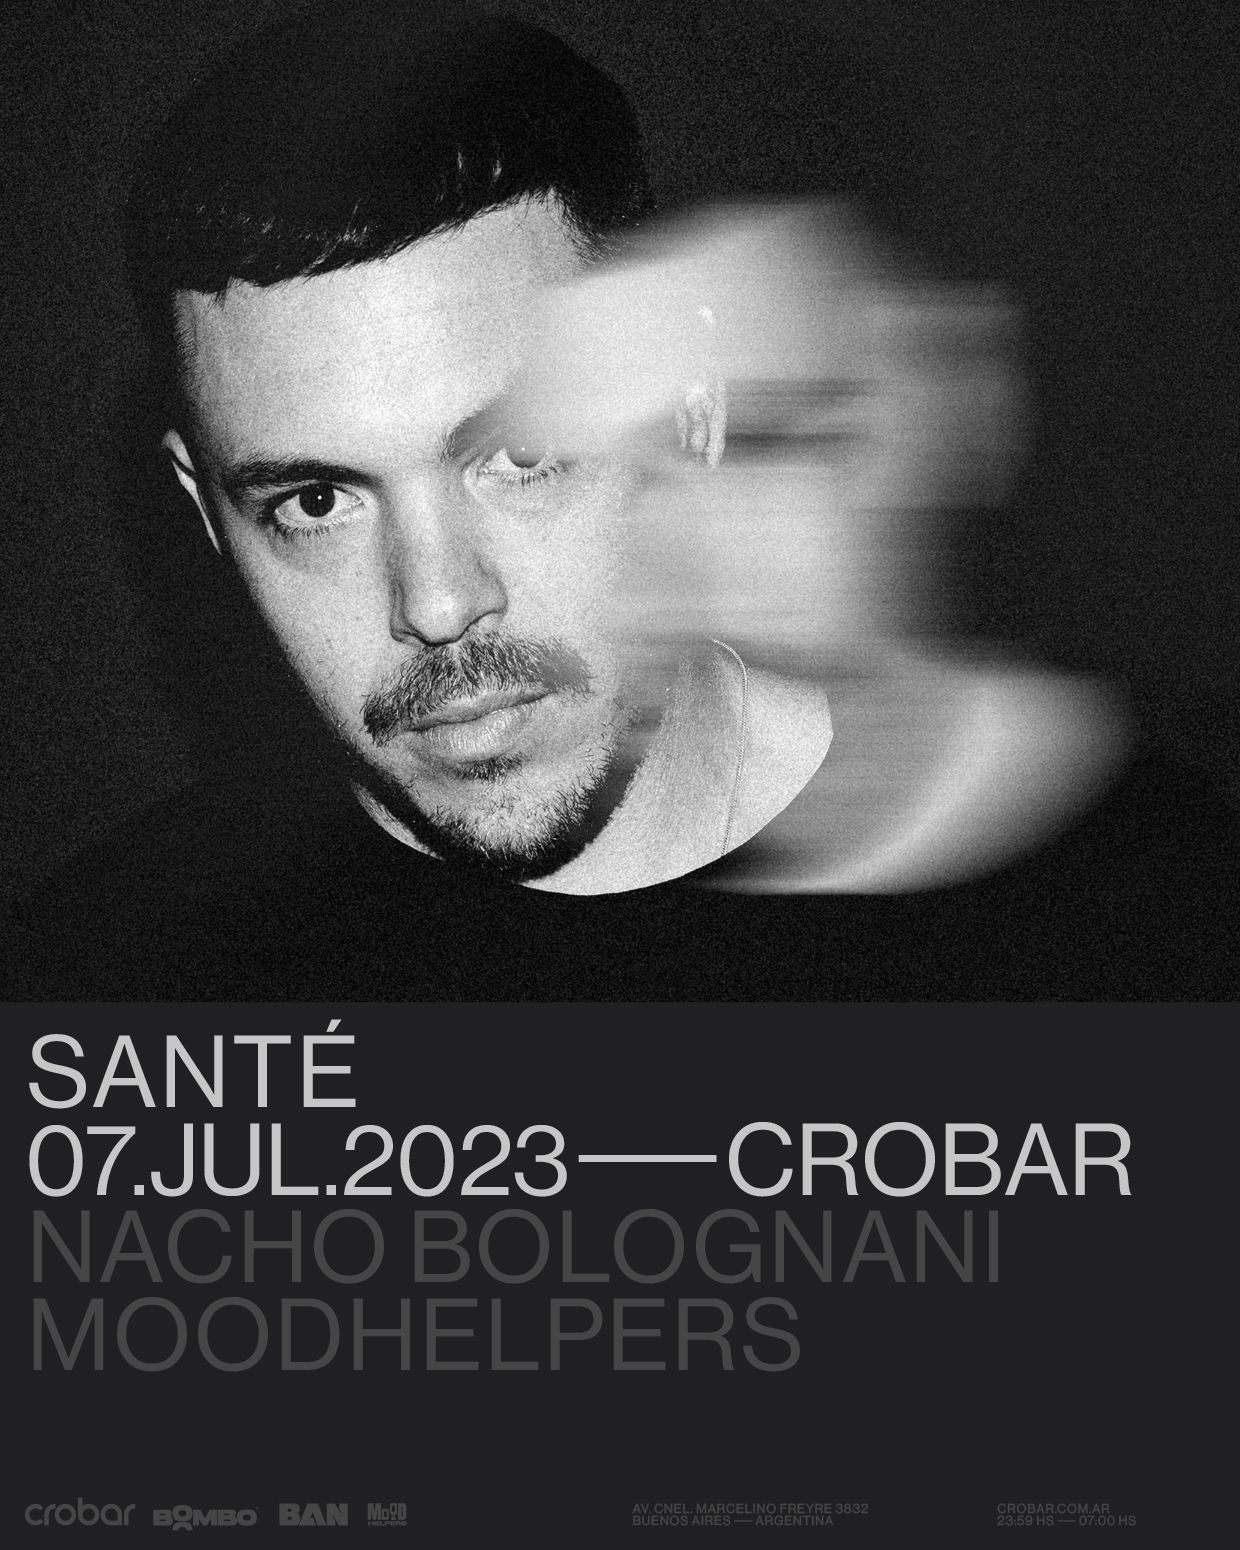 SANTÉ
07.JUL.2023 — CROBAR
NACHO BOLOGNANI
MOODHELPERS
crobar BOMBO BAN MOOD HELPERS
AV. CNEL. MARCELINO FREYRE 3832
BUENOS AIRES — ARGENTINA
CROBAR.COM.AR
23:59 HS — 07:00 HS